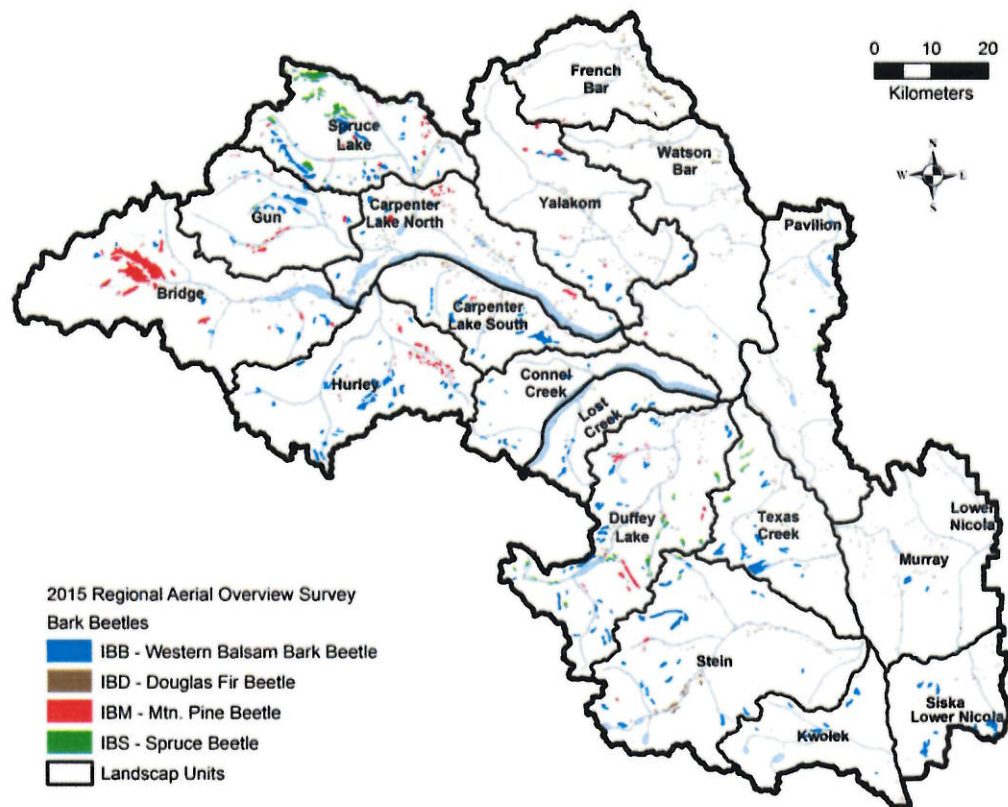 0 10 20
Kilometers
N
W E
S
French
Bar
Spruce
Lake
Watson
Bar
Carpenter
Lake North
Yalakom
Gun
Pavilion
Bridge
Carpenter
Lake South
Connel
Creek
Hurley
Lost
Creek
Duffey
Lake
Texas
Creek
Lower
Nicola
Murray
Stein
Siska
Lower Nicola
Kwoiek
2015 Regional Aerial Overview Survey
Bark Beetles
IBB - Western Balsam Bark Beetle
IBD - Douglas Fir Beetle
IBM - Mtn. Pine Beetle
IBS - Spruce Beetle
Landscap Units